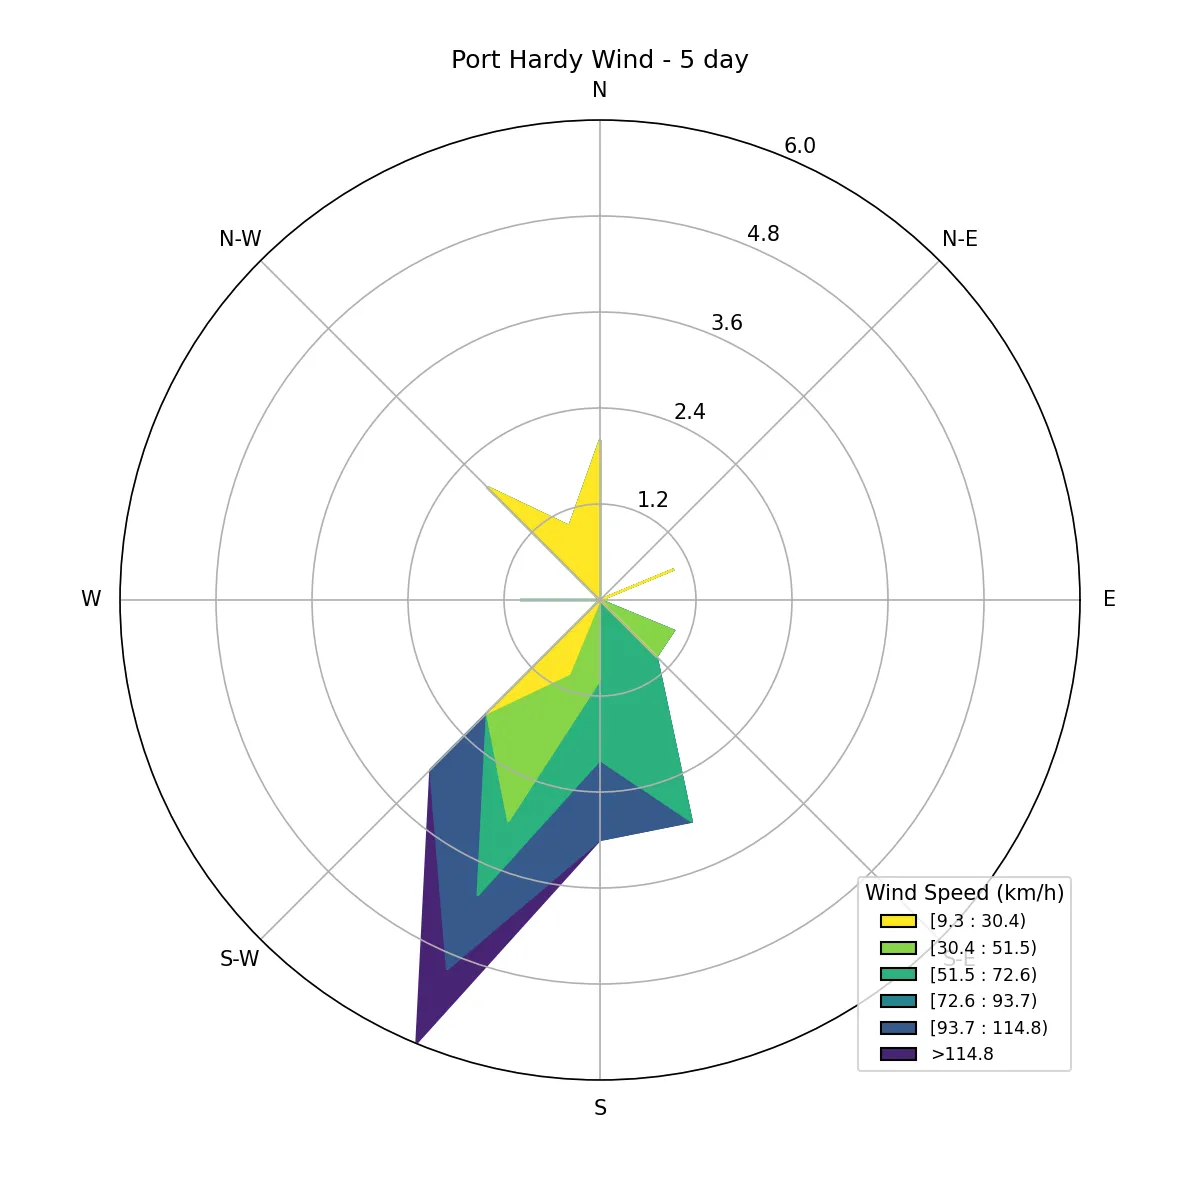 Port Hardy Wind - 5 day
N
6.0
4.8
N-W
N-E
3.6
2.4
1.2
W
E
S-W
S-E
S
Wind Speed (km/h)
[9.3 : 30.4)
[30.4 : 51.5)
[51.5 : 72.6)
[72.6 : 93.7)
[93.7 : 114.8)
>114.8